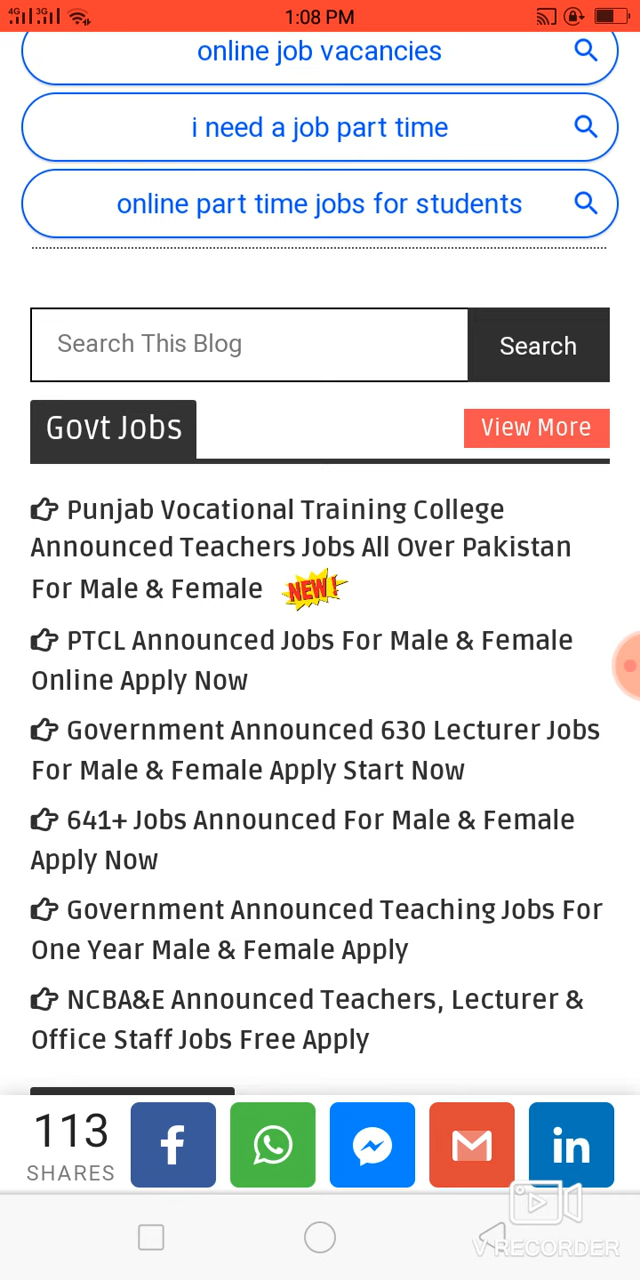 4G 3G 1:08 PM
online job vacancies
i need a job part time
online part time jobs for students
Search This Blog Search
Govt Jobs View More
Punjab Vocational Training College
Announced Teachers Jobs All Over Pakistan
For Male & Female NEW!
PTCL Announced Jobs For Male & Female
Online Apply Now
Government Announced 630 Lecturer Jobs
For Male & Female Apply Start Now
641+ Jobs Announced For Male & Female
Apply Now
Government Announced Teaching Jobs For
One Year Male & Female Apply
NCBA&E Announced Teachers, Lecturer &
Office Staff Jobs Free Apply
113
SHARES
f
in
V RECORDER